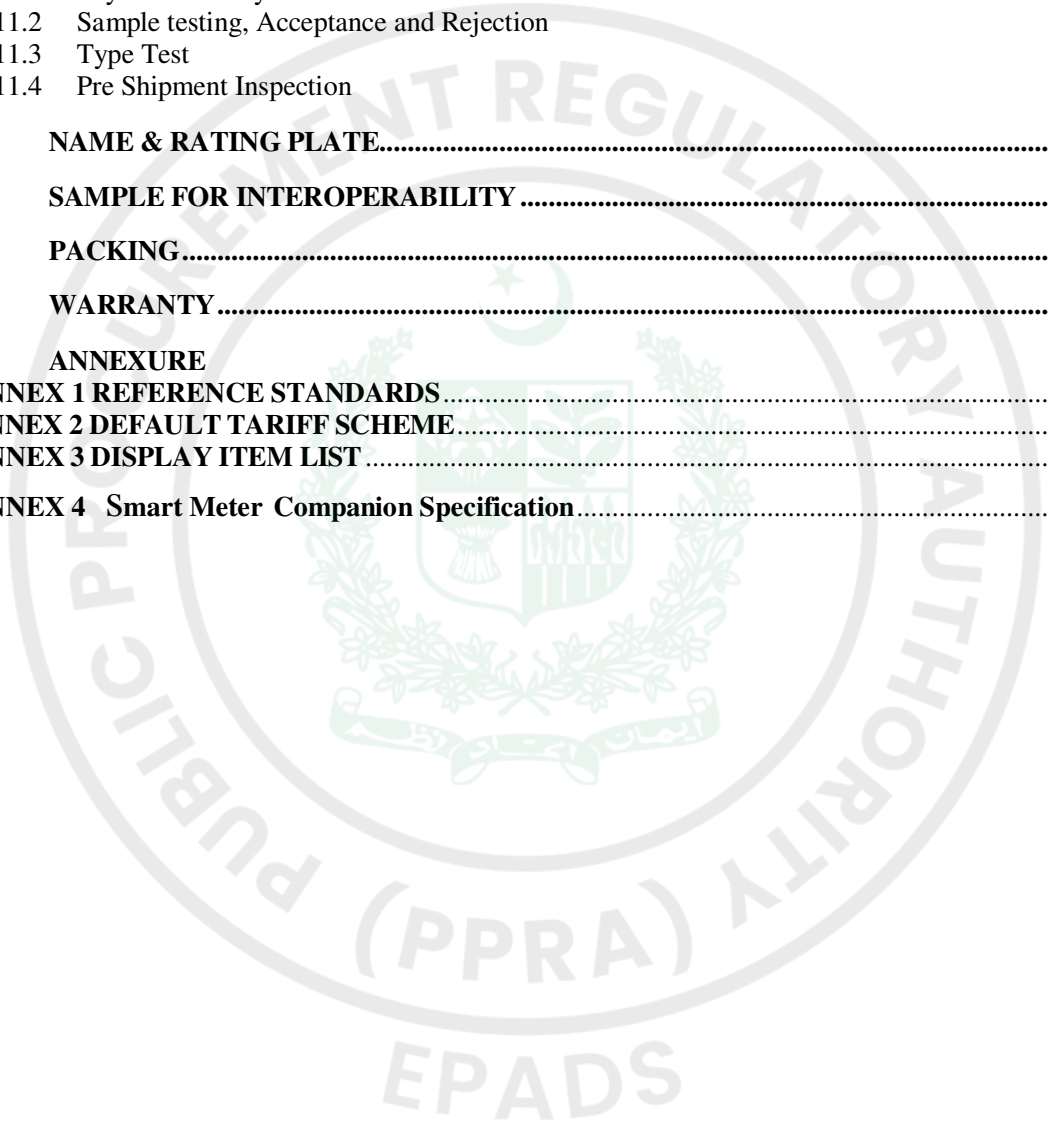 11.2 Sample testing, Acceptance and Rejection
11.3 Type Test
11.4 Pre Shipment Inspection
NAME & RATING PLATE
SAMPLE FOR INTEROPERABILITY
PACKING
WARRANTY
ANNEXURE
NNEX 1 REFERENCE STANDARDS
NNEX 2 DEFAULT TARIFF SCHEME
NNEX 3 DISPLAY ITEM LIST
NNEX 4 Smart Meter Companion Specification
PUBLIC PROCUREMENT REGULATORY AUTHORITY
(PPRA)
EPADS